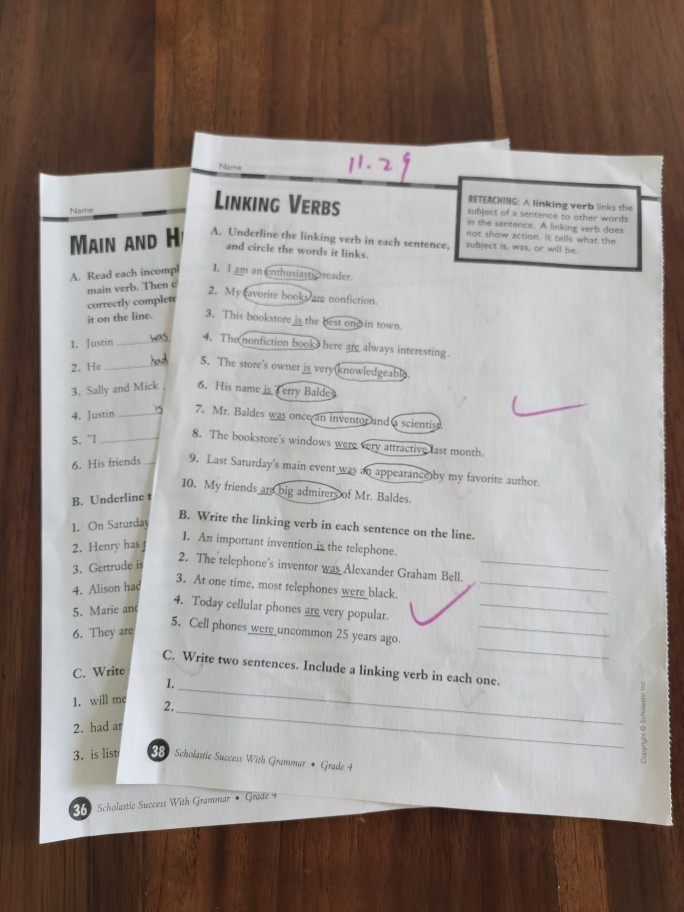 Name
MAIN AND H
A. Read each incompl
main verb. Then c
correctly complete
it on the line.
1. Justin was
2. He had
3. Sally and Mick
4. Justin is
5. "I
6. His friends
B. Underline t
1. On Saturday
2. Henry has
3. Gertrude is
4. Alison had
5. Marie and
6. They are
C. Write
1. will me
2. had ar
3. is liste
36 Scholastic Success With Grammar • Grade 4
Name
11.29
LINKING VERBS
RETEACHING: A linking verb links the
subject of a sentence to other words
in the sentence. A linking verb does
not show action. It tells what the
subject is, was, or will be.
A. Underline the linking verb in each sentence,
and circle the words it links.
1. I am an enthusiastic reader.
2. My favorite books are nonfiction.
3. This bookstore is the best one in town.
4. The nonfiction books here are always interesting.
5. The store's owner is very knowledgeable.
6. His name is Terry Baldes.
7. Mr. Baldes was once an inventor and a scientist.
8. The bookstore's windows were very attractive last month.
9. Last Saturday's main event was an appearance by my favorite author.
10. My friends are big admirers of Mr. Baldes.
B. Write the linking verb in each sentence on the line.
1. An important invention is the telephone.
2. The telephone's inventor was Alexander Graham Bell.
3. At one time, most telephones were black.
4. Today cellular phones are very popular.
5. Cell phones were uncommon 25 years ago.
C. Write two sentences. Include a linking verb in each one.
1.
2.
38 Scholastic Success With Grammar • Grade 4
Copyright © Scholastic Inc.